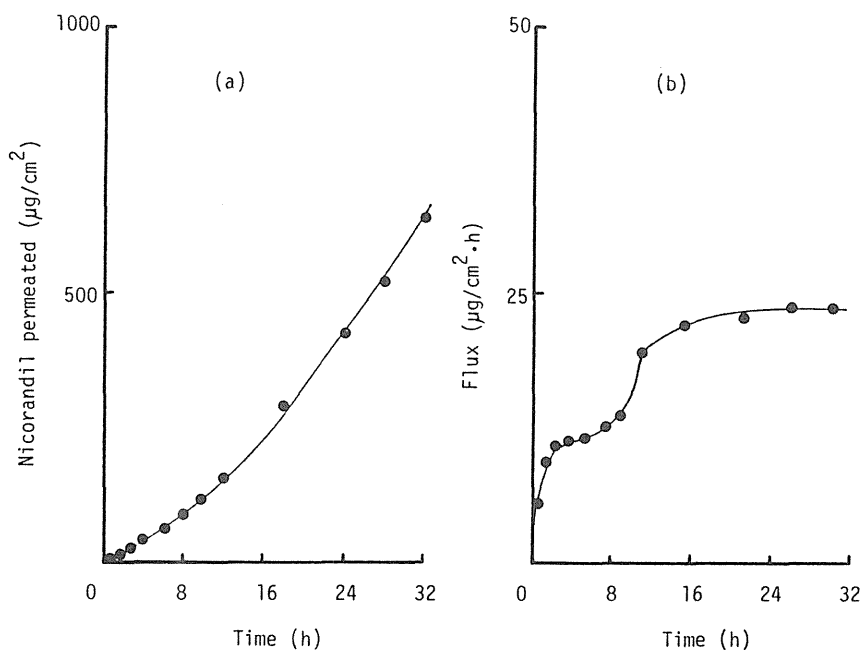 1000
500
(a)
Nicorandil permeated (µg/cm²)
0 8 16 24 32
Time (h)
50
25
(b)
Flux (µg/cm²·h)
0 8 16 24 32
Time (h)